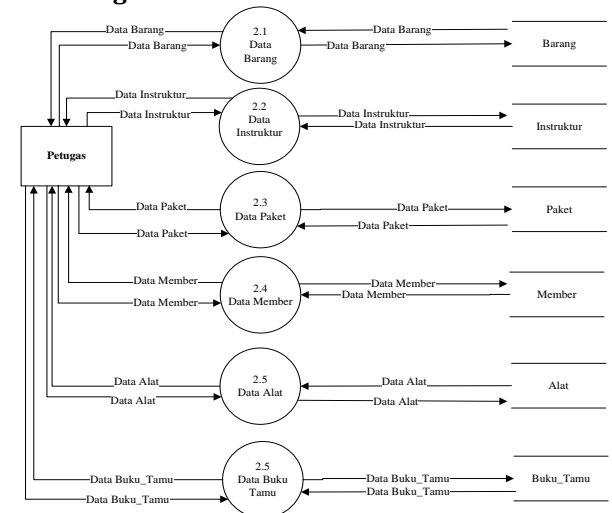 Data Barang
Data Barang
2.1
Data
Barang
Data Barang
Data Barang
Barang
Data Instruktur
Data Instruktur
2.2
Data
Instruktur
Data Instruktur
Data Instruktur
Instruktur
Petugas
Data Paket
Data Paket
2.3
Data Paket
Data Paket
Data Paket
Paket
Data Member
Data Member
2.4
Data Member
Data Member
Data Member
Member
Data Alat
Data Alat
2.5
Data Alat
Data Alat
Data Alat
Alat
Data Buku_Tamu
Data Buku_Tamu
2.5
Data Buku
Tamu
Data Buku_Tamu
Data Buku_Tamu
Buku_Tamu